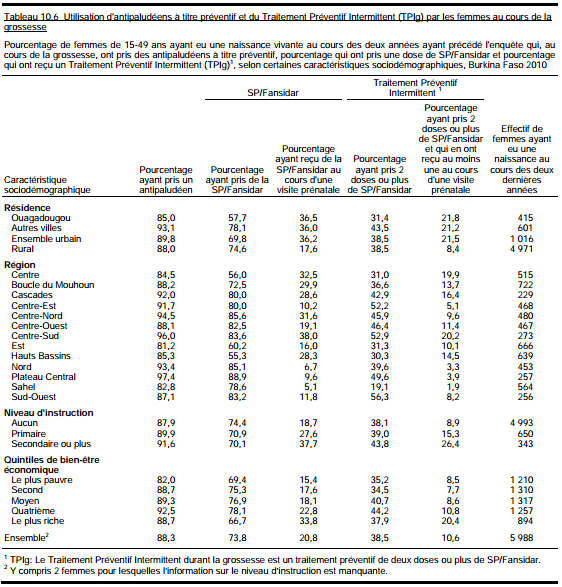 Tableau 10.6 Utilisation d'antipaludéens à titre préventif et du Traitement Préventif Intermittent (TPIg) par les femmes au cours de la
grossesse
Pourcentage de femmes de 15-49 ans ayant eu une naissance vivante au cours des deux années ayant précédé l'enquête qui, au
cours de la grossesse, ont pris des antipaludéens à titre préventif, pourcentage qui ont pris une dose de SP/Fansidar et pourcentage
qui ont reçu un Traitement Préventif Intermittent (TPIg)1, selon certaines caractéristiques sociodémographiques, Burkina Faso 2010
SP/Fansidar
Traitement Préventif
Intermittent 1
Caractéristique
sociodémographique
Pourcentage
ayant pris un
antipaludéen
Pourcentage
ayant pris de la
SP/Fansidar
Pourcentage
ayant reçu de la
SP/Fansidar au
cours d'une
visite prénatale
Pourcentage
ayant pris 2
doses ou plus
de SP/Fansidar
Pourcentage
ayant pris 2
doses ou plus
de SP/Fansidar
et qui en ont
reçu au moins
une au cours
d'une visite
prénatale
Effectif de
femmes ayant
eu une
naissance au
cours des deux
dernières
années
Résidence
Ouagadougou 85,0 57,7 36,5 31,4 21,8 415
Autres villes 93,1 78,1 36,0 43,5 21,2 601
Ensemble urbain 89,8 69,8 36,2 38,5 21,5 1 016
Rural 88,0 74,6 17,6 38,5 8,4 4 971
Région
Centre 84,5 56,0 32,5 31,0 19,9 515
Boucle du Mouhoun 88,2 72,5 29,9 36,6 13,7 722
Cascades 92,0 80,0 28,6 42,9 16,4 229
Centre-Est 91,7 80,0 10,2 52,2 5,1 468
Centre-Nord 94,5 85,6 31,6 45,9 9,6 480
Centre-Ouest 88,1 82,5 19,1 46,4 11,4 467
Centre-Sud 96,0 83,6 38,0 52,9 20,2 273
Est 81,2 60,2 16,0 31,3 10,1 666
Hauts Bassins 85,3 55,3 28,3 30,3 14,5 639
Nord 93,4 85,1 6,7 39,6 3,3 453
Plateau Central 97,4 88,9 9,6 49,6 3,9 257
Sahel 82,8 78,6 5,1 19,1 1,9 564
Sud-Ouest 87,1 83,2 11,8 56,3 8,2 256
Niveau d'instruction
Aucun 87,9 74,4 18,7 38,1 8,9 4 993
Primaire 89,9 70,9 27,6 39,0 15,3 650
Secondaire ou plus 91,6 70,1 37,7 43,8 26,4 343
Quintiles de bien-être
économique
Le plus pauvre 82,0 69,4 15,4 35,2 8,5 1 210
Second 88,7 75,3 17,6 34,5 7,7 1 310
Moyen 89,3 76,9 18,1 40,7 8,6 1 317
Quatrième 92,5 78,1 22,8 44,2 10,8 1 257
Le plus riche 88,7 66,7 33,8 37,9 20,4 894
Ensemble2 88,3 73,8 20,8 38,5 10,6 5 988
1 TPIg: Le Traitement Préventif Intermittent durant la grossesse est un traitement préventif de deux doses ou plus de SP/Fansidar.
2 Y compris 2 femmes pour lesquelles l'information sur le niveau d'instruction est manquante.